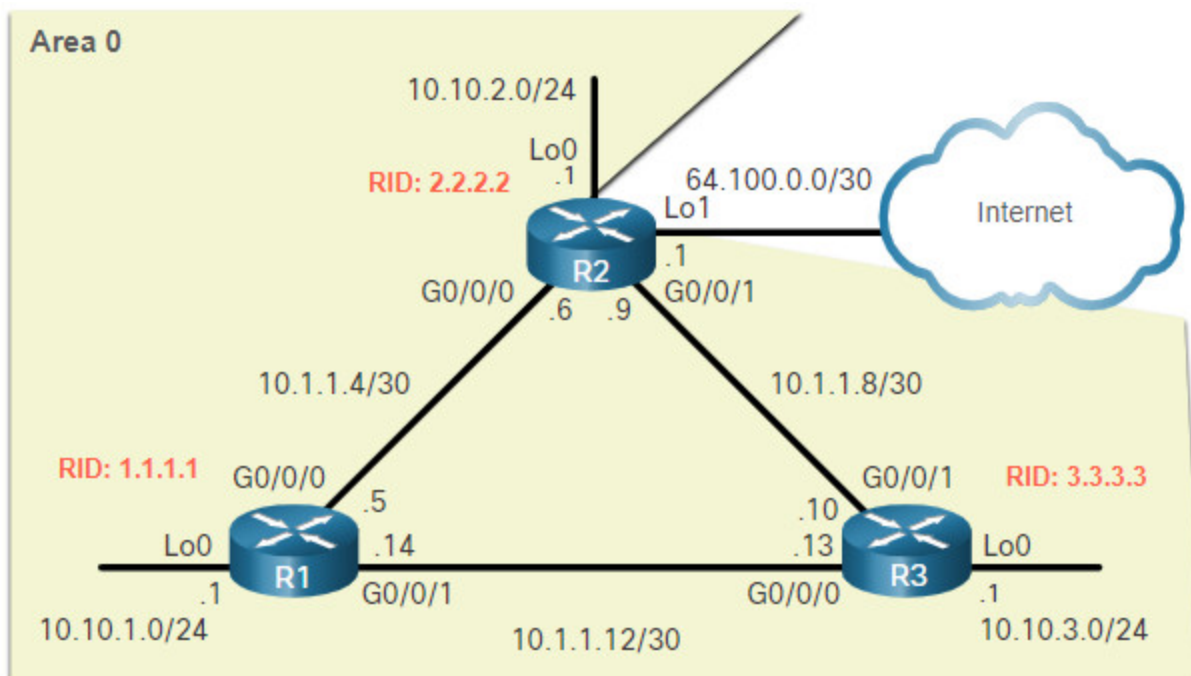 Area 0
10.10.2.0/24
Lo0
.1
RID: 2.2.2.2
64.100.0.0/30
Lo1
.1
Internet
R2
G0/0/0
.6
.9
G0/0/1
10.1.1.4/30
10.1.1.8/30
RID: 1.1.1.1
G0/0/0
.5
G0/0/1
RID: 3.3.3.3
.10
Lo0
.1
R1
.14
G0/0/1
.13
G0/0/0
R3
Lo0
.1
10.10.1.0/24
10.1.1.12/30
10.10.3.0/24